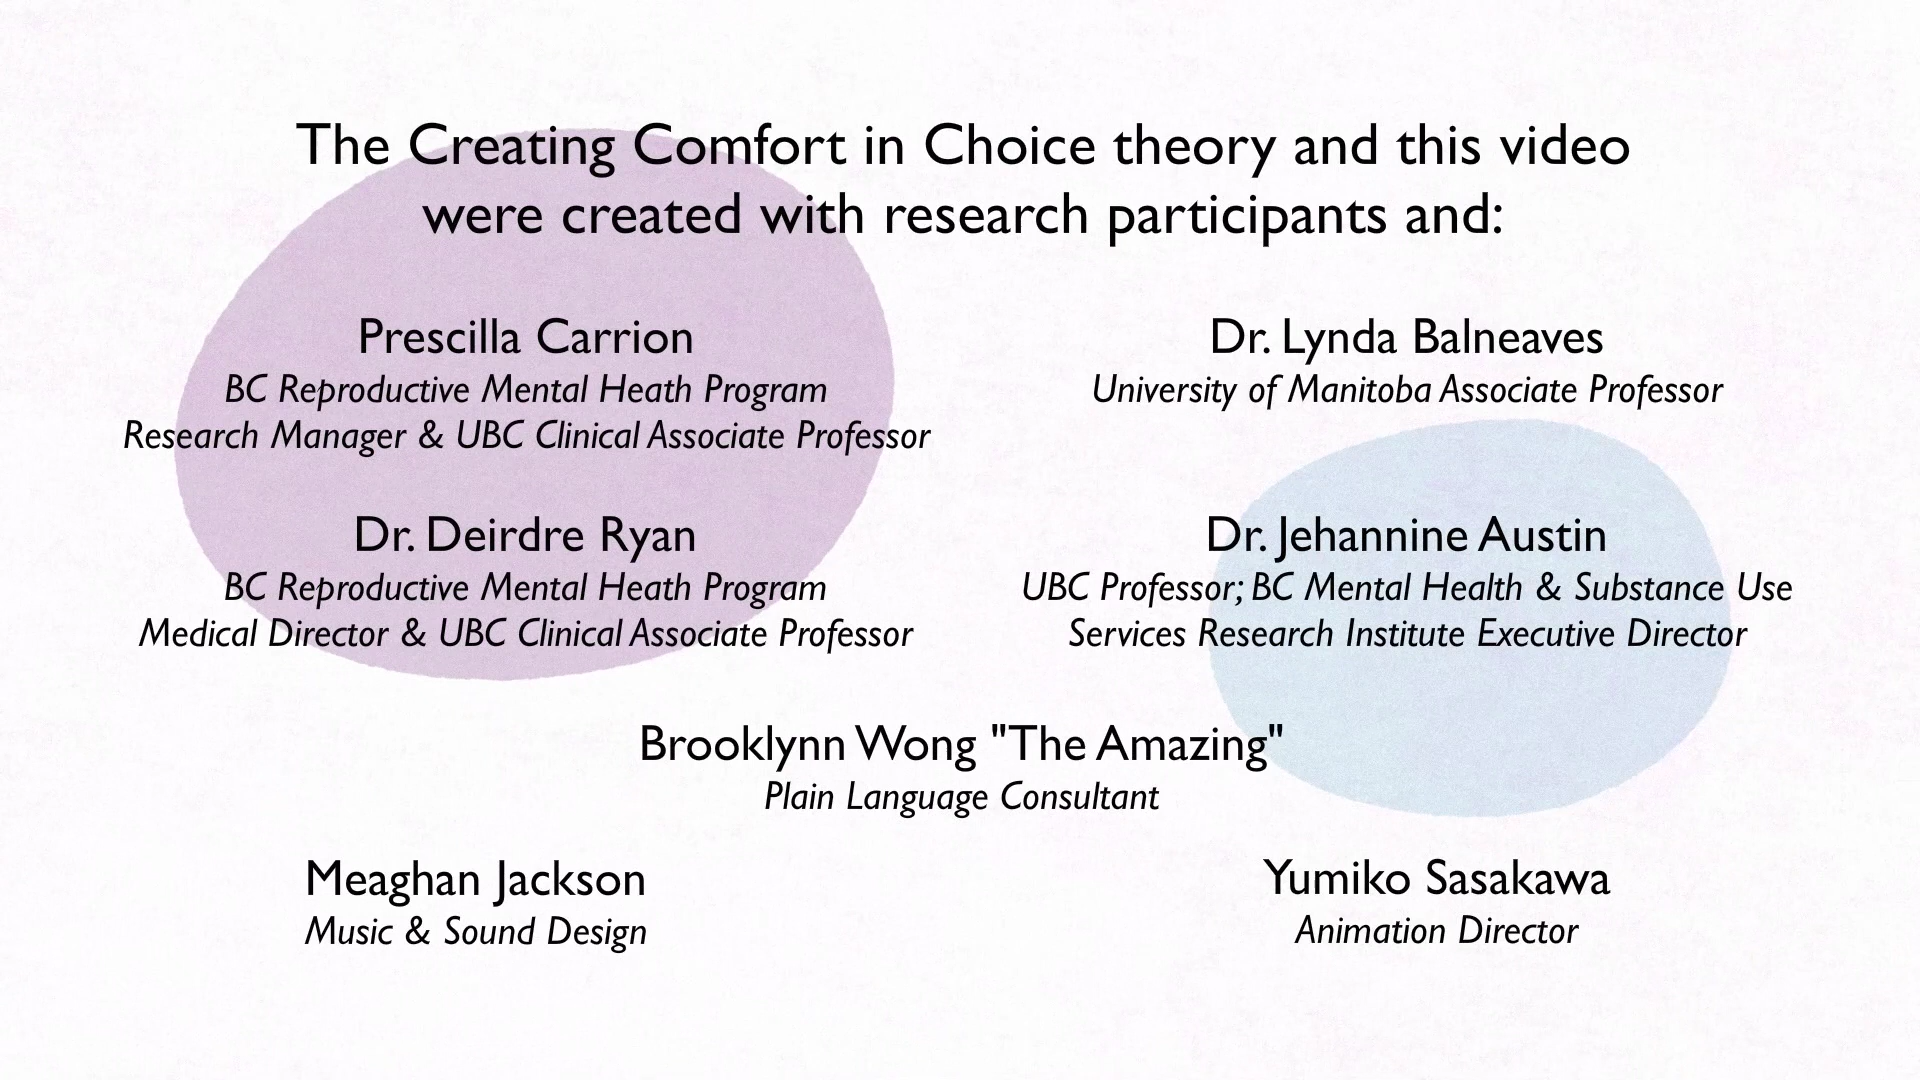 The Creating Comfort in Choice theory and this video
were created with research participants and:
Prescilla Carrion
BC Reproductive Mental Heath Program
Research Manager & UBC Clinical Associate Professor
Dr. Lynda Balneaves
University of Manitoba Associate Professor
Dr. Deirdre Ryan
BC Reproductive Mental Heath Program
Medical Director & UBC Clinical Associate Professor
Dr. Jehannine Austin
UBC Professor; BC Mental Health & Substance Use
Services Research Institute Executive Director
Brooklynn Wong "The Amazing"
Plain Language Consultant
Meaghan Jackson
Music & Sound Design
Yumiko Sasakawa
Animation Director